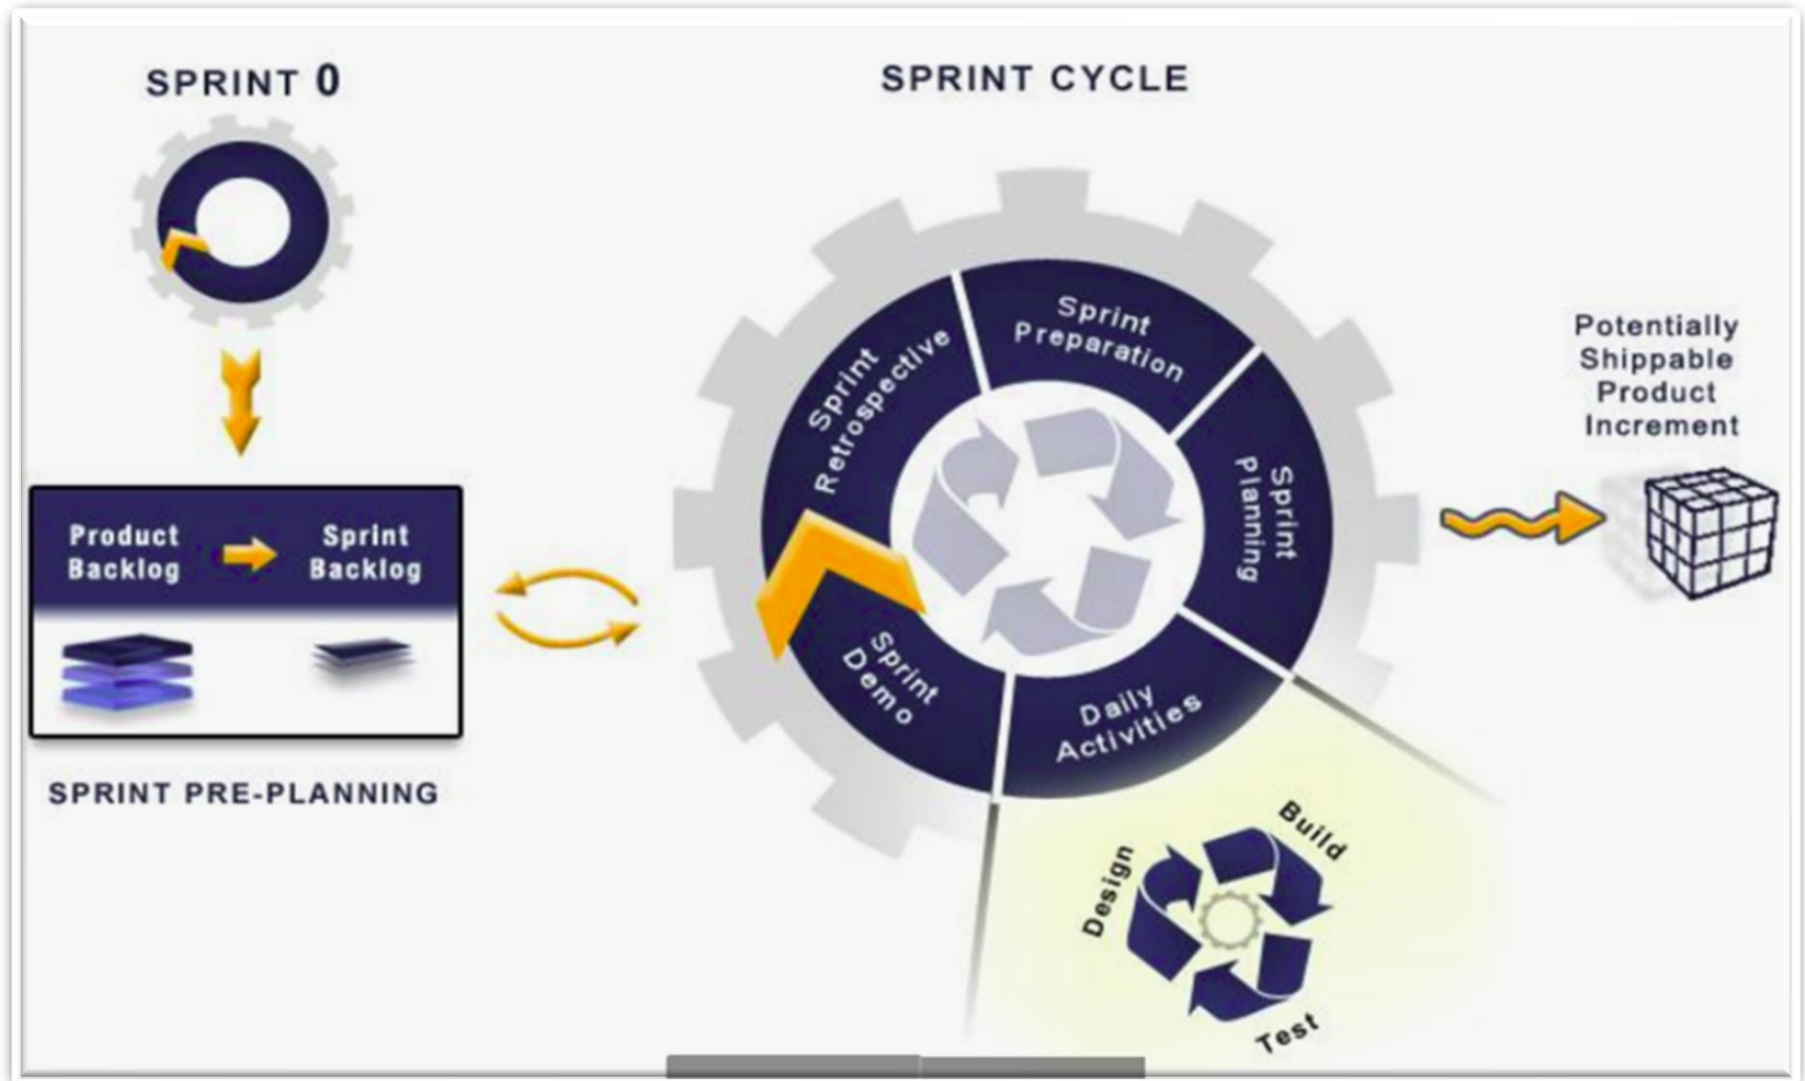 SPRINT 0
SPRINT CYCLE
Sprint
Preparation
Sprint
Planning
Daily
Activities
Sprint
Demo
Sprint
Retrospective
Product
Backlog
Sprint
Backlog
SPRINT PRE-PLANNING
Potentially
Shippable
Product
Increment
Design
Build
Test